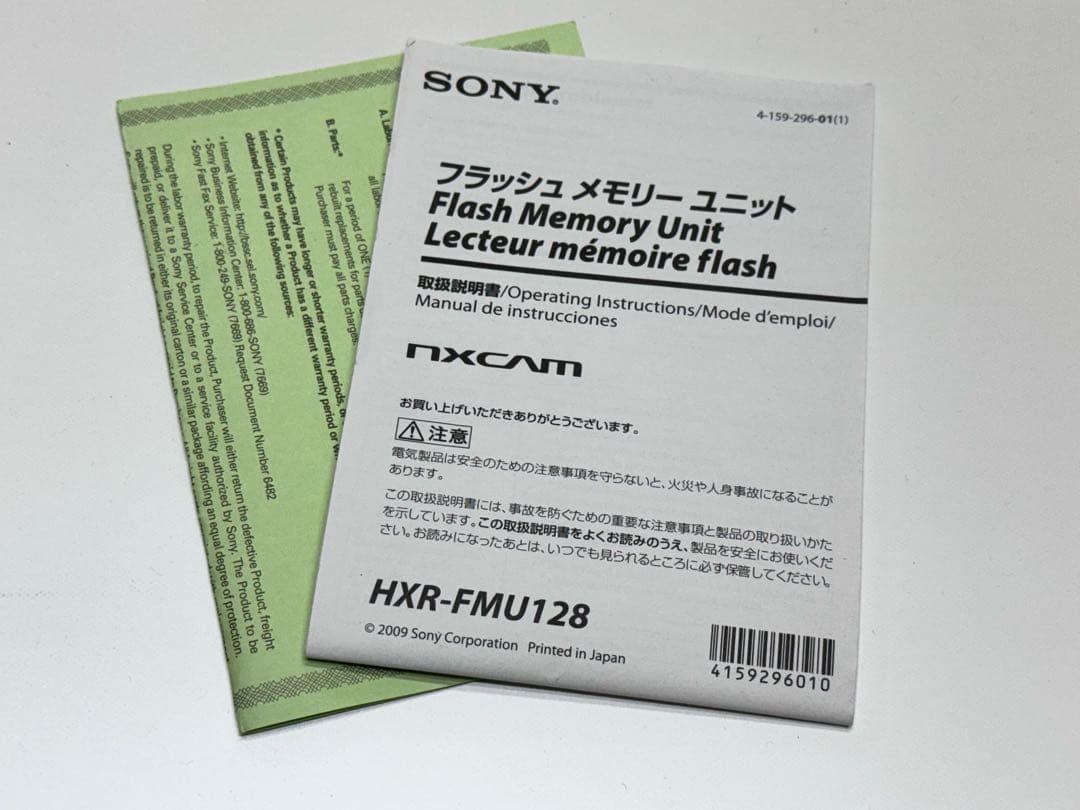 SONY®
4-159-296-01(1)
フラッシュ メモリー ユニット
Flash Memory Unit
Lecteur mémoire flash
取扱説明書/Operating Instructions/Mode d'emploi/
Manual de instrucciones
NXCAM
お買い上げいただきありがとうございます。
注意
電気製品は安全のための注意事項を守らないと、火災や人身事故になることが
あります。
この取扱説明書には、事故を防ぐための重要な注意事項と製品の取り扱いかた
を示しています。この取扱説明書をよくお読みのうえ、製品を安全にお使いくだ
さい。お読みになったあとは、いつでも見られるところに必ず保管してください。
HXR-FMU128
© 2009 Sony Corporation Printed in Japan
4159296010
all
B. Parts:*
For a period of ONE (1)
rebuilt replacements for parts
Purchaser must pay all parts charges.
* Certain Products may have longer or shorter warranty periods,
information as to whether a Product has a different warranty period or
obtained from any of the following sources:
• Internet Website: http://bssc.sel.sony.com/
• Sony Business Information Center: 1-800-686-SONY (7669)
• Sony Fast Fax Service: 1-800-249-SONY (7669) Request Document Number 6482
During the labor warranty period, to repair the Product, Purchaser will either return the defective Product, freight
prepaid, or deliver it to a Sony Service Center or to a service facility authorized by Sony. The Product to be
repaired is to be returned in either its original carton or a similar package affording an equal degree of protection.